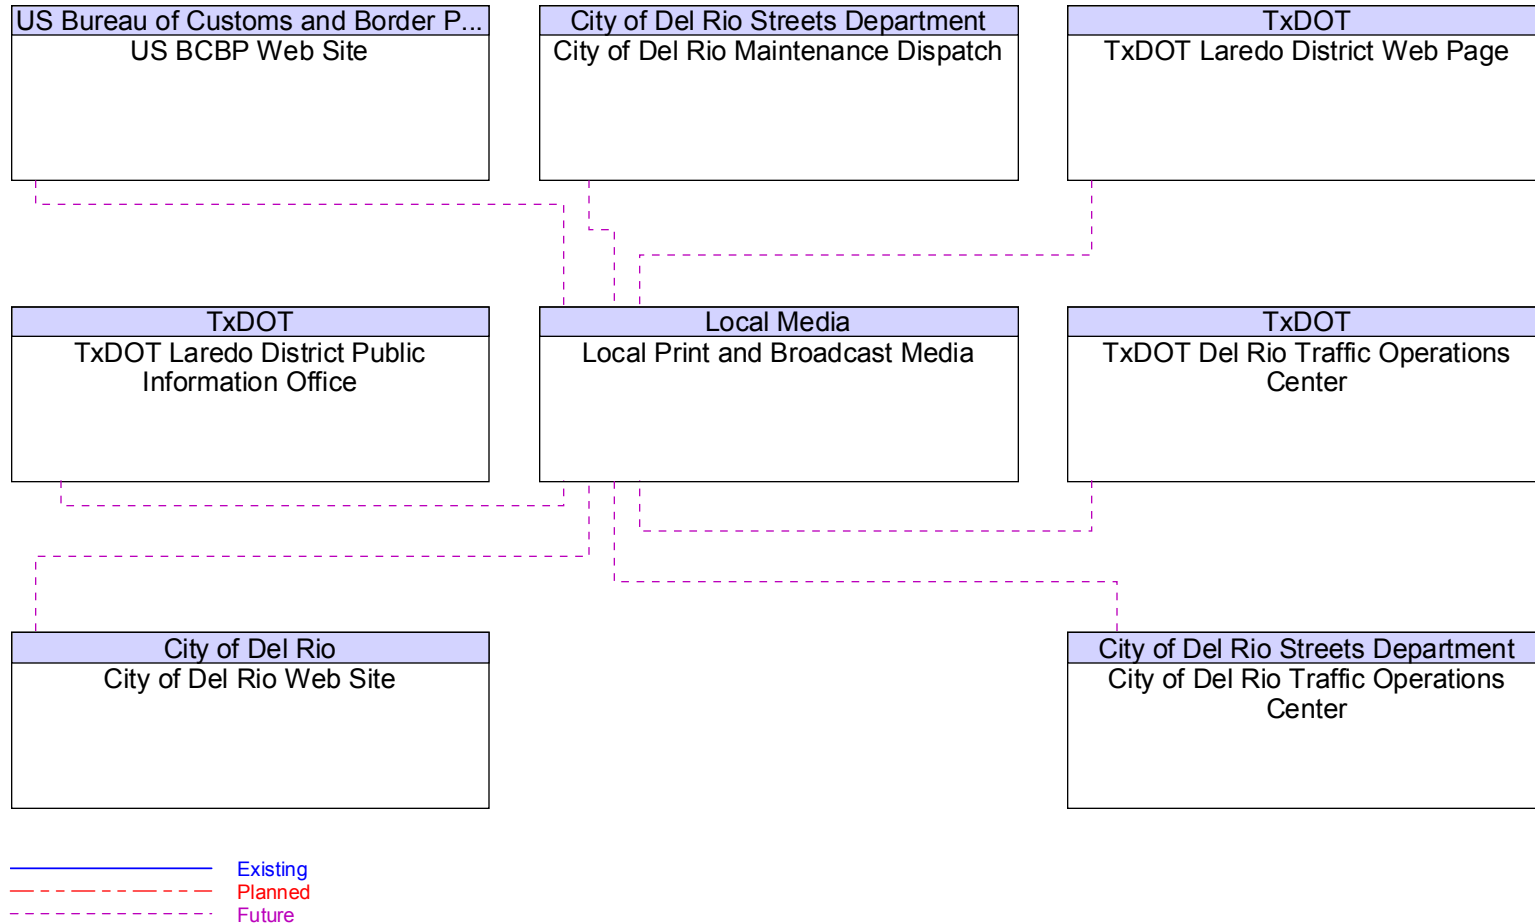 US Bureau of Customs and Border P...
US BCBP Web Site
City of Del Rio Streets Department
City of Del Rio Maintenance Dispatch
TxDOT
TxDOT Laredo District Web Page
TxDOT
TxDOT Laredo District Public
Information Office
Local Media
Local Print and Broadcast Media
TxDOT
TxDOT Del Rio Traffic Operations
Center
City of Del Rio
City of Del Rio Web Site
City of Del Rio Streets Department
City of Del Rio Traffic Operations
Center
Existing
Planned
Future